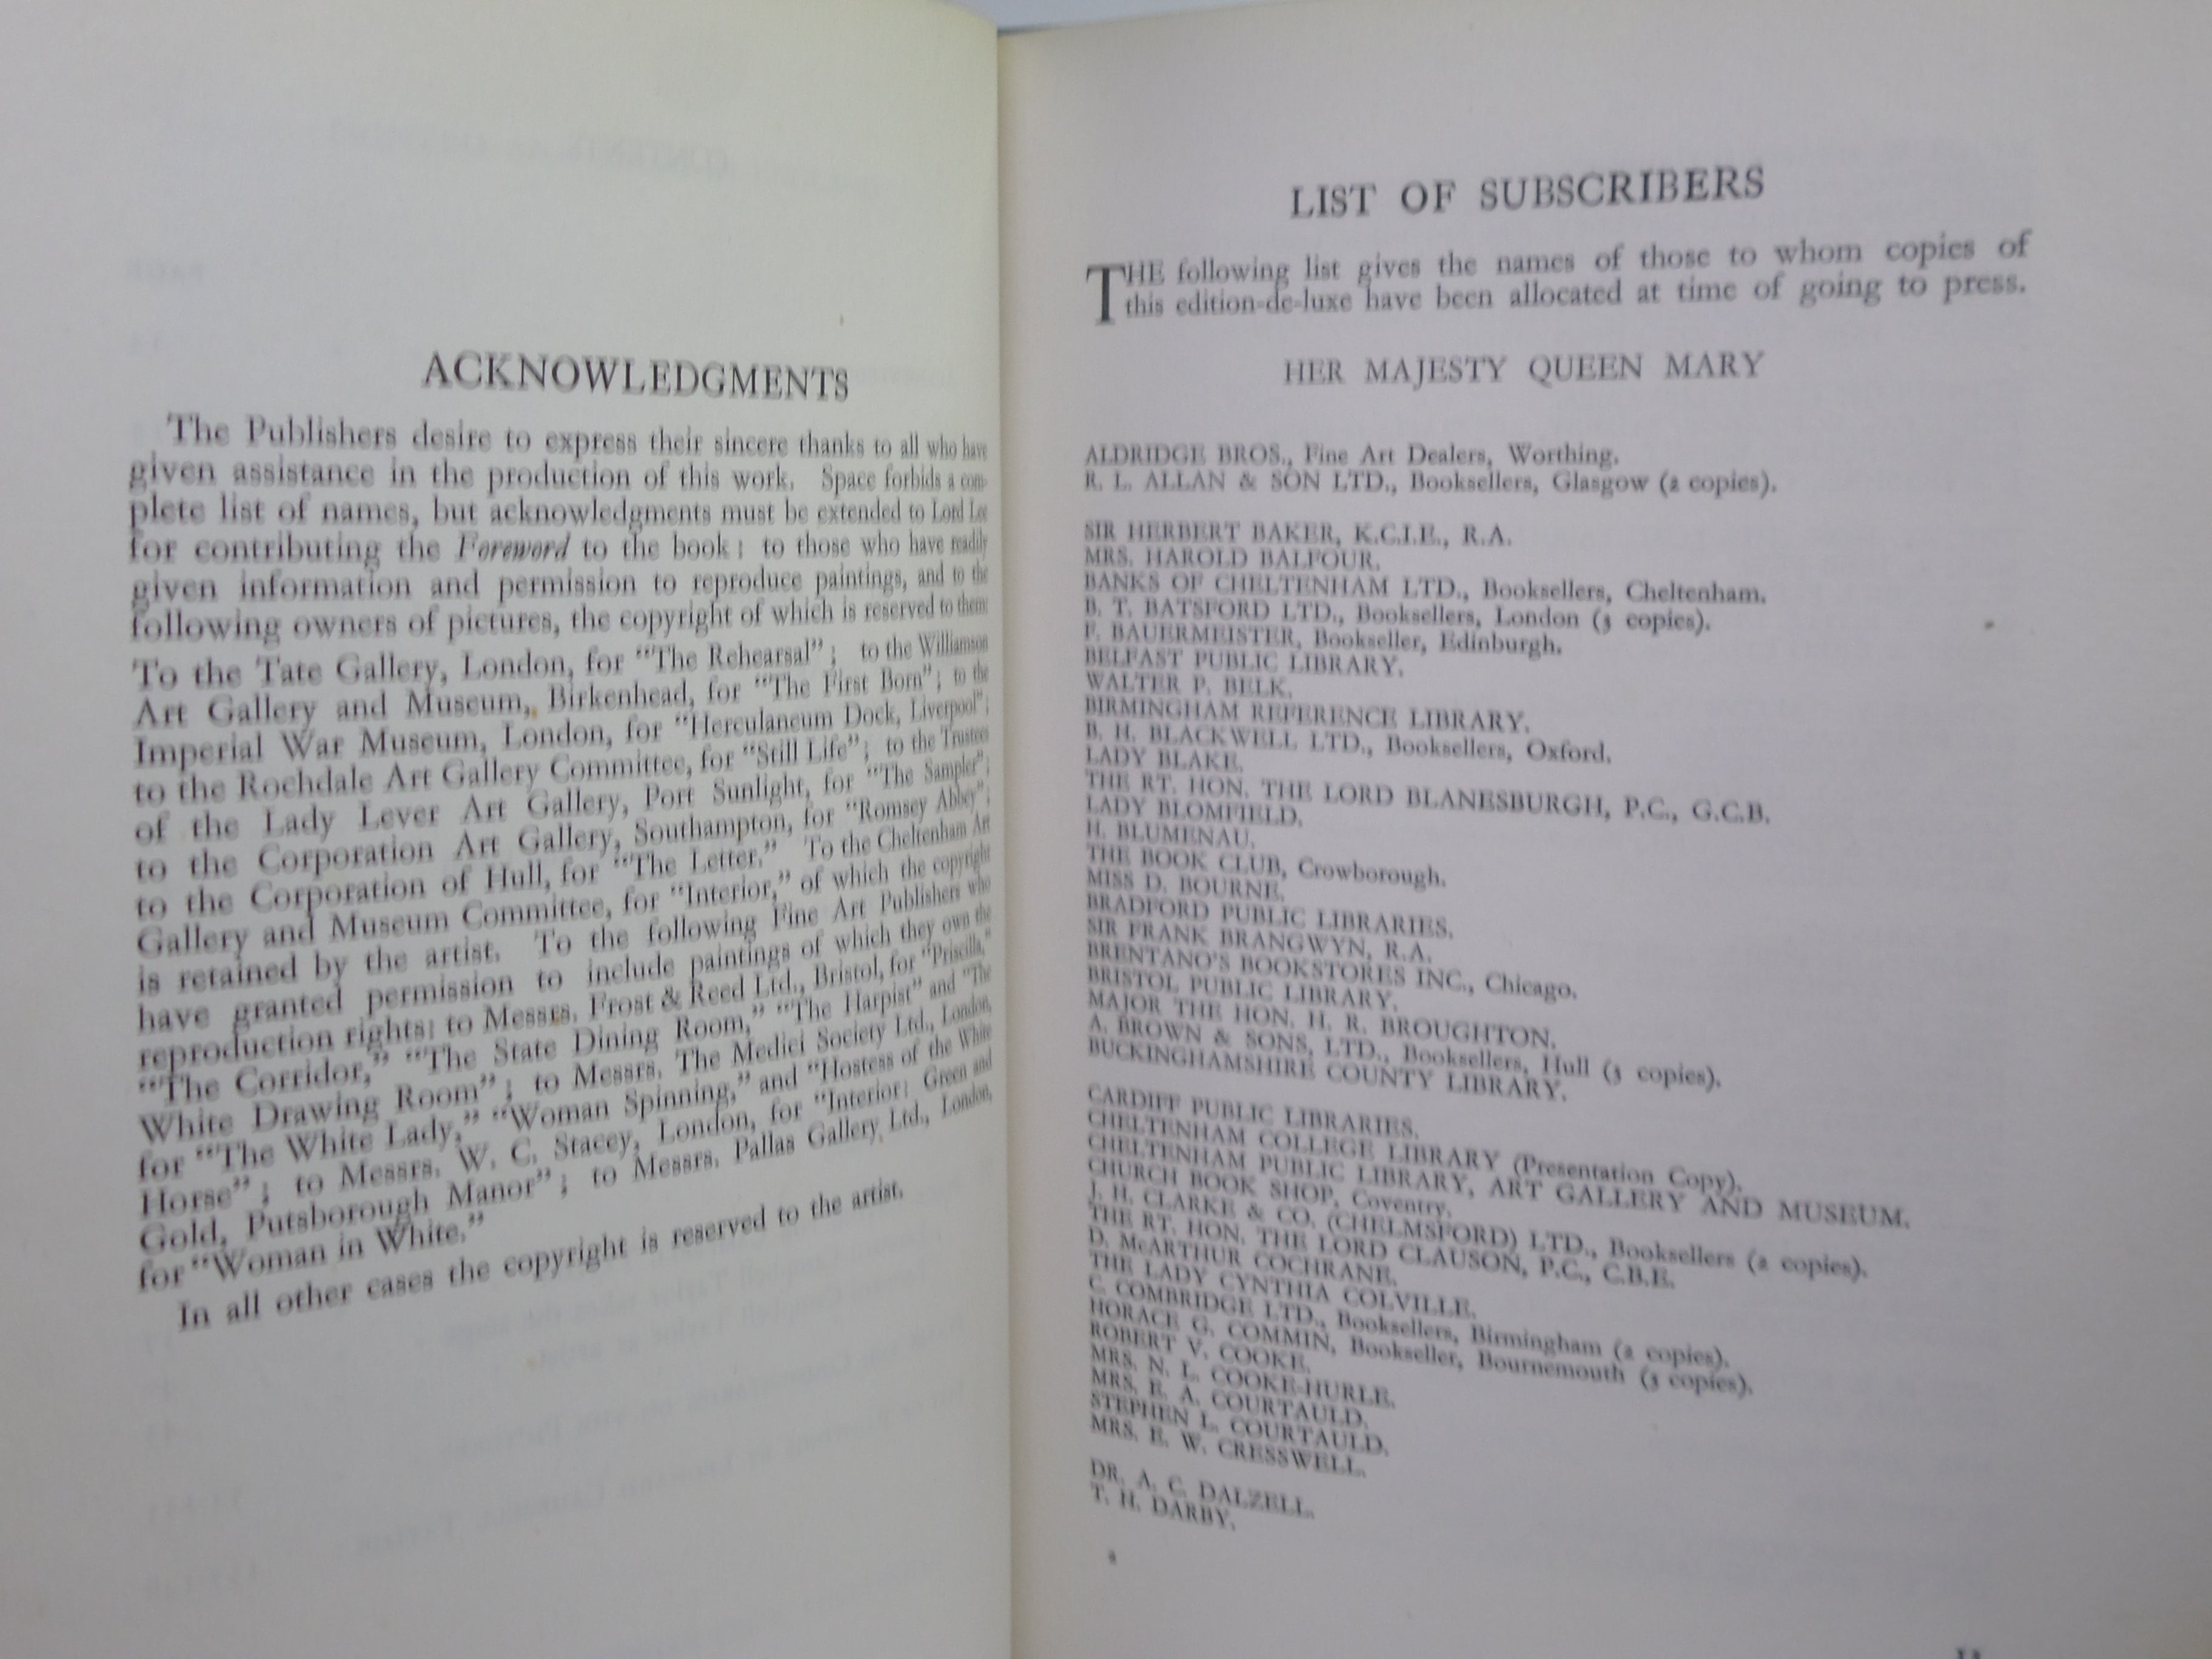 ACKNOWLEDGMENTS
The Publishers desire to express their sincere thanks to all who have
given assistance in the production of this work. Space forbids a com-
plete list of names, but acknowledgments must be extended to Lord Lee
for contributing the Foreword to the book; to those who have readily
given information and permission to reproduce paintings, and to the
following owners of pictures, the copyright of which is reserved to them:
To the Tate Gallery, London, for "The Rehearsal"; to the Williamson
Art Gallery and Museum, Birkenhead, for "The First Born"; to the
Imperial War Museum, London, for "Herculaneum Dock, Liverpool";
to the Rochdale Art Gallery Committee, for "Still Life"; to the Trustees
of the Lady Lever Art Gallery, Port Sunlight, for "The Sampler";
to the Corporation Art Gallery, Southampton, for "Romsey Abbey";
to the Corporation of Hull, for "The Letter." To the Cheltenham Art
Gallery and Museum Committee, for "Interior," of which the copyright
is retained by the artist. To the following Fine Art Publishers who
have granted permission to include paintings of which they own the
reproduction rights; to Messrs. Frost & Reed Ltd., Bristol, for "Priscilla,"
"The Corridor," "The State Dining Room," "The Harpist" and "The
White Drawing Room"; to Messrs. The Medici Society Ltd., London,
for "The White Lady," "Woman Spinning," and "Hostess of the White
Horse"; to Messrs. W. C. Stacey, London, for "Interior: Green and
Gold, Putsborough Manor"; to Messrs. Pallas Gallery Ltd., London,
for "Woman in White."
In all other cases the copyright is reserved to the artist.
LIST OF SUBSCRIBERS
THE following list gives the names of those to whom copies of
this edition-de-luxe have been allocated at time of going to press.
HER MAJESTY QUEEN MARY
ALDRIDGE BROS., Fine Art Dealers, Worthing.
R. L. ALLAN & SON LTD., Booksellers, Glasgow (2 copies).
SIR HERBERT BAKER, K.C.I.E., R.A.
MRS. HAROLD BALFOUR.
BANKS OF CHELTENHAM LTD., Booksellers, Cheltenham.
B. T. BATSFORD LTD., Booksellers, London (3 copies).
F. BAUERMEISTER, Bookseller, Edinburgh.
BELFAST PUBLIC LIBRARY.
WALTER P. BELK.
BIRMINGHAM REFERENCE LIBRARY.
B. H. BLACKWELL LTD., Booksellers, Oxford.
LADY BLAKE.
THE RT. HON. THE LORD BLANESBURGH, P.C., G.C.B.
LADY BLOMFIELD.
H. BLUMENAU.
THE BOOK CLUB, Crowborough.
MISS D. BOURNE.
BRADFORD PUBLIC LIBRARIES.
SIR FRANK BRANGWYN, R.A.
BRENTANO'S BOOKSTORES INC., Chicago.
BRISTOL PUBLIC LIBRARY.
MAJOR THE HON. H. R. BROUGHTON.
A. BROWN & SONS, LTD., Booksellers, Hull (3 copies).
BUCKINGHAMSHIRE COUNTY LIBRARY.
CARDIFF PUBLIC LIBRARIES.
CHELTENHAM COLLEGE LIBRARY (Presentation Copy).
CHELTENHAM PUBLIC LIBRARY, ART GALLERY AND MUSEUM.
CHURCH BOOK SHOP, Coventry.
J. H. CLARKE & CO. (CHELMSFORD) LTD., Booksellers (2 copies).
THE RT. HON. THE LORD CLAUSON, P.C., C.B.E.
D. McARTHUR COCHRANE.
THE LADY CYNTHIA COLVILLE.
C. COMBRIDGE LTD., Booksellers, Birmingham (2 copies).
HORACE G. COMMIN, Bookseller, Bournemouth (3 copies).
ROBERT V. COOKE.
MRS. N. L. COOKE-HURLE.
MRS. E. A. COURTAULD.
STEPHEN L. COURTAULD.
MRS. E. W. CRESSWELL.
DR. A. C. DALZELL.
T. H. DARBY.